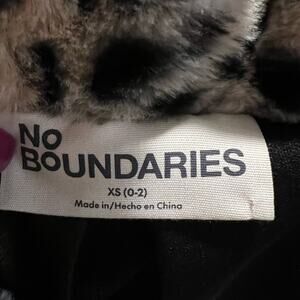 NO
BOUNDARIES
XS (0-2)
Made in/Hecho en China